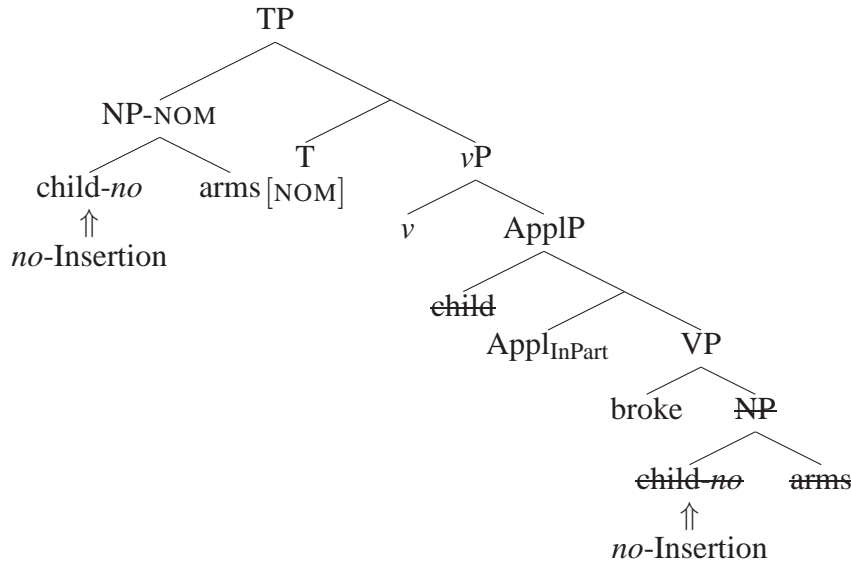 TP
NP-NOM
T vP
child-no arms [NOM]
⇑ v ApplP
no-Insertion
child
Appl_InPart VP
broke NP
child-no arms
⇑
no-Insertion